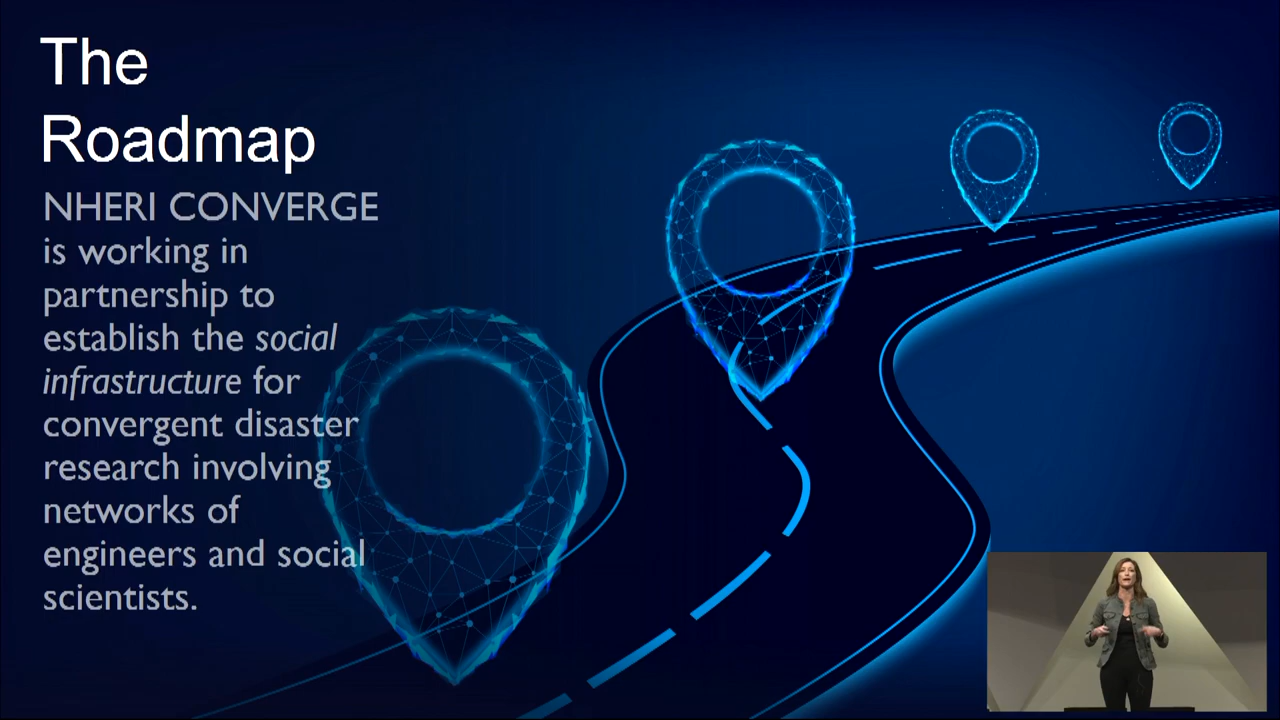 The
Roadmap
NHERI CONVERGE
is working in
partnership to
establish the social
infrastructure for
convergent disaster
research involving
networks of
engineers and social
scientists.